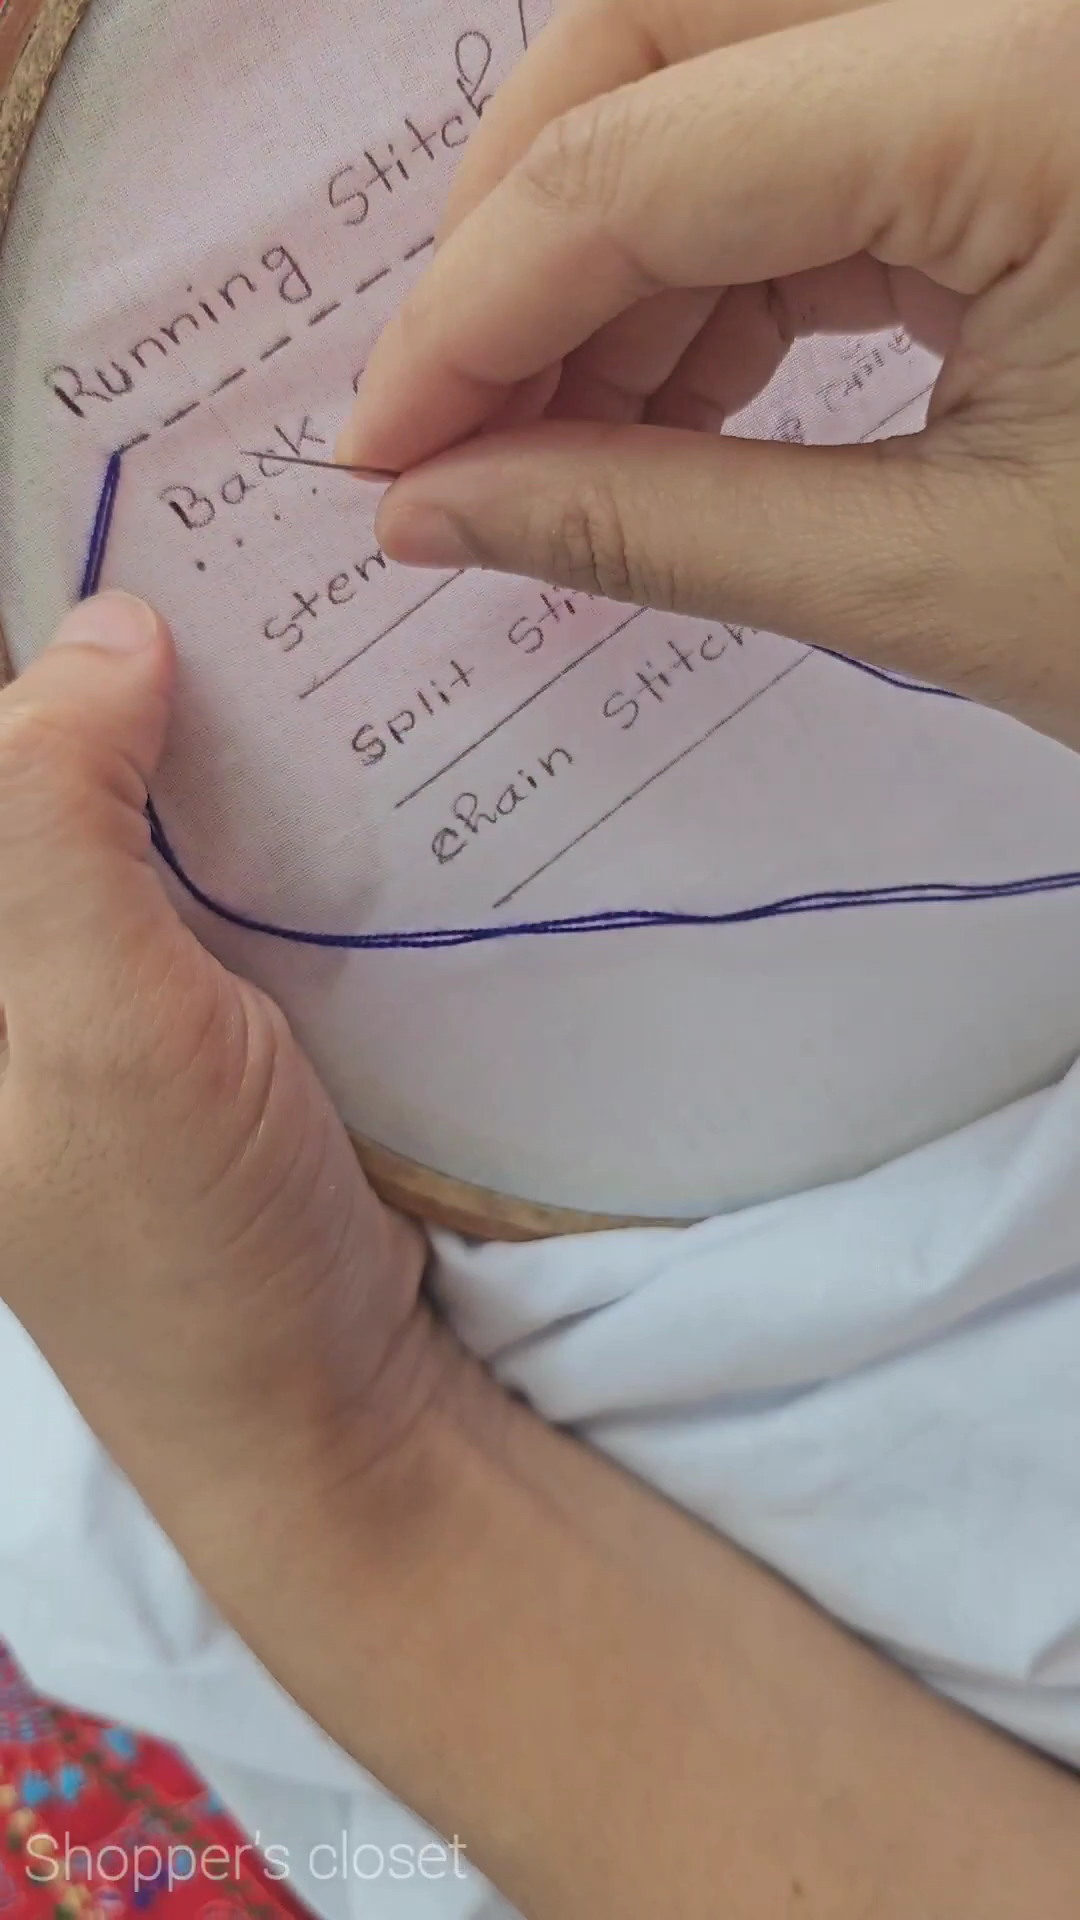 Running Stitch
Back
Stem
Split Sti
chain Stitch
Shopper's closet